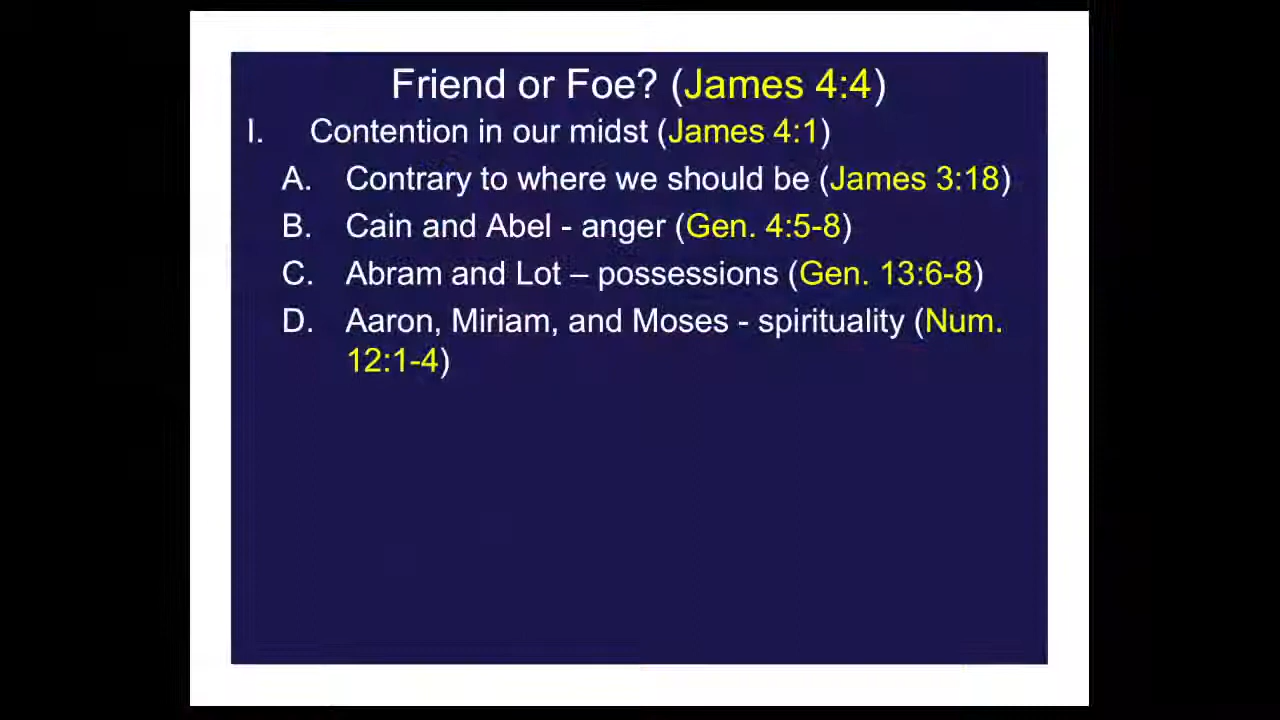 Friend or Foe? (James 4:4)
I. Contention in our midst (James 4:1)
A. Contrary to where we should be (James 3:18)
B. Cain and Abel - anger (Gen. 4:5-8)
C. Abram and Lot – possessions (Gen. 13:6-8)
D. Aaron, Miriam, and Moses - spirituality (Num.
12:1-4)